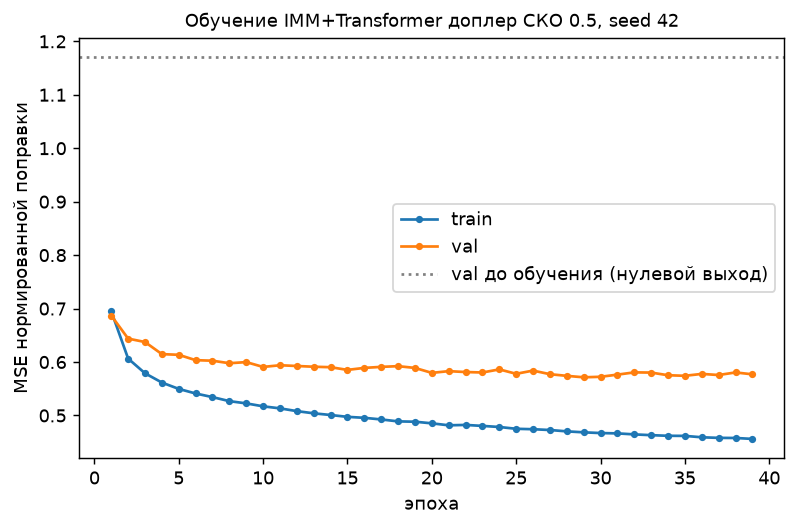 Обучение IMM+Transformer доплер СКО 0.5, seed 42
MSE нормированной поправки
1.2
1.1
1.0
0.9
0.8
0.7
0.6
0.5
train
val
val до обучения (нулевой выход)
0 5 10 15 20 25 30 35 40
эпоха